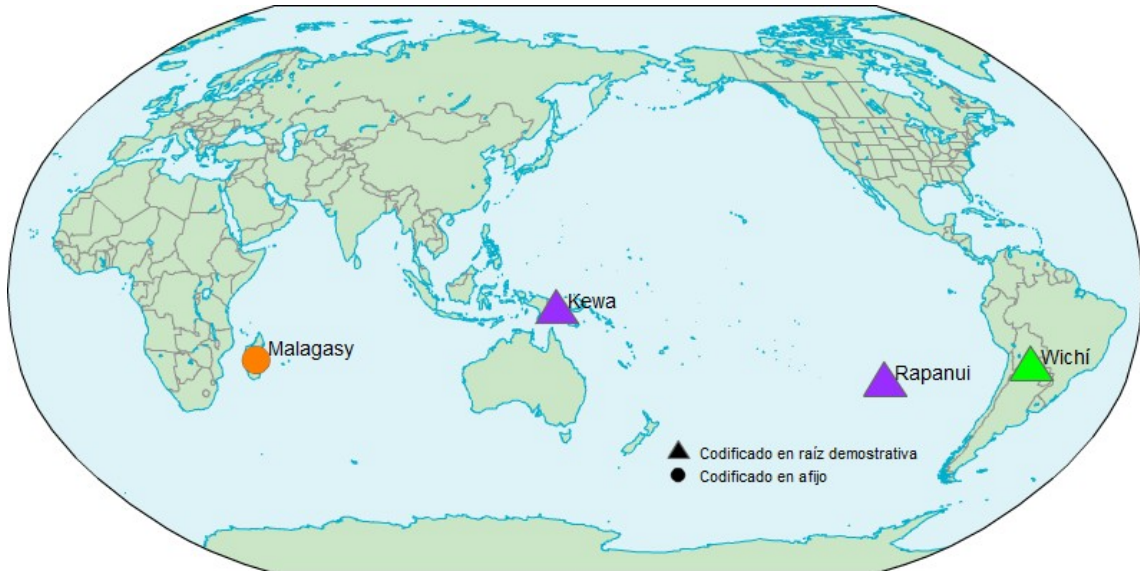 Kewa
Malagasy
Wichí
Rapanui
Codificado en raíz demostrativa
Codificado en afijo